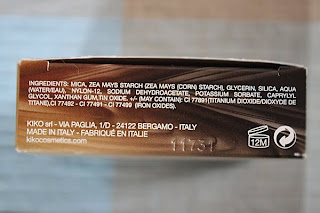 INGREDIENTS: MICA, ZEA MAYS STARCH (ZEA MAYS (CORN) STARCH), GLYCERIN, SILICA, AQUA
(WATER/EAU), NYLON-12, SODIUM DEHYDROACETATE, POTASSIUM SORBATE, CAPRYLYL
GLYCOL, XANTHAN GUM, TIN OXIDE. +/- (MAY CONTAIN): CI 77891(TITANIUM DIOXIDE/DIOXYDE DE
TITANE),CI 77492 - CI 77491 - CI 77499 (IRON OXIDES).
KIKO srl - VIA PAGLIA, 1/D - 24122 BERGAMO - ITALY
MADE IN ITALY - FABRIQUÉ EN ITALIE
kikocosmetics.com
12M